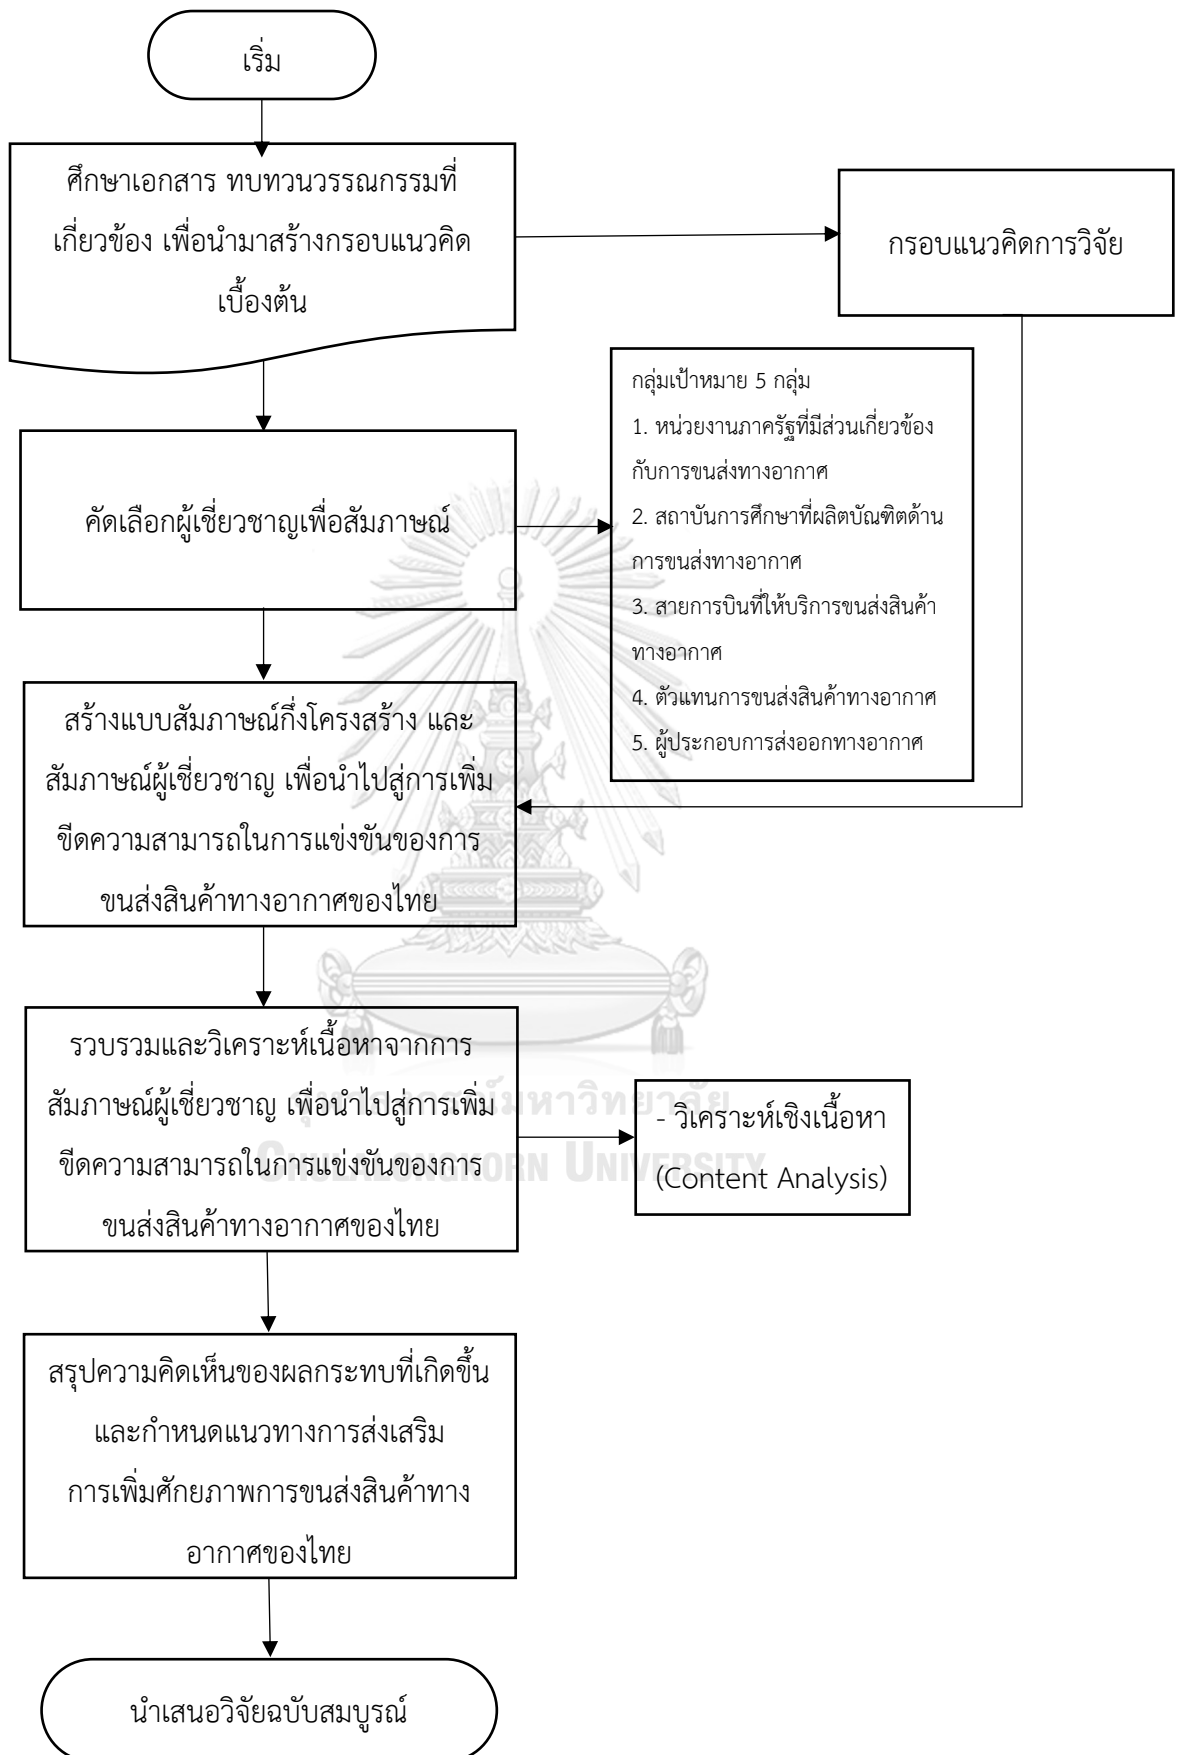 เริ่ม
ศึกษาเอกสาร ทบทวนวรรณกรรมที่
เกี่ยวข้อง เพื่อนำมาสร้างกรอบแนวคิด
เบื้องต้น
กรอบแนวคิดการวิจัย
คัดเลือกผู้เชี่ยวชาญเพื่อสัมภาษณ์
กลุ่มเป้าหมาย 5 กลุ่ม
1. หน่วยงานภาครัฐที่มีส่วนเกี่ยวข้อง
กับการขนส่งทางอากาศ
2. สถาบันการศึกษาที่ผลิตบัณฑิตด้าน
การขนส่งทางอากาศ
3. สายการบินที่ให้บริการขนส่งสินค้า
ทางอากาศ
4. ตัวแทนการขนส่งสินค้าทางอากาศ
5. ผู้ประกอบการส่งออกทางอากาศ
สร้างแบบสัมภาษณ์กึ่งโครงสร้าง และ
สัมภาษณ์ผู้เชี่ยวชาญ เพื่อนำไปสู่การเพิ่ม
ขีดความสามารถในการแข่งขันของการ
ขนส่งสินค้าทางอากาศของไทย
รวบรวมและวิเคราะห์เนื้อหาจากการ
สัมภาษณ์ผู้เชี่ยวชาญ เพื่อนำไปสู่การเพิ่ม
ขีดความสามารถในการแข่งขันของการ
ขนส่งสินค้าทางอากาศของไทย
- วิเคราะห์เชิงเนื้อหา
(Content Analysis)
จุฬาลงกรณ์มหาวิทยาลัย
CHULALONGKORN UNIVERSITY
สรุปความคิดเห็นของผลกระทบที่เกิดขึ้น
และกำหนดแนวทางการส่งเสริม
การเพิ่มศักยภาพการขนส่งสินค้าทาง
อากาศของไทย
นำเสนอวิจัยฉบับสมบูรณ์